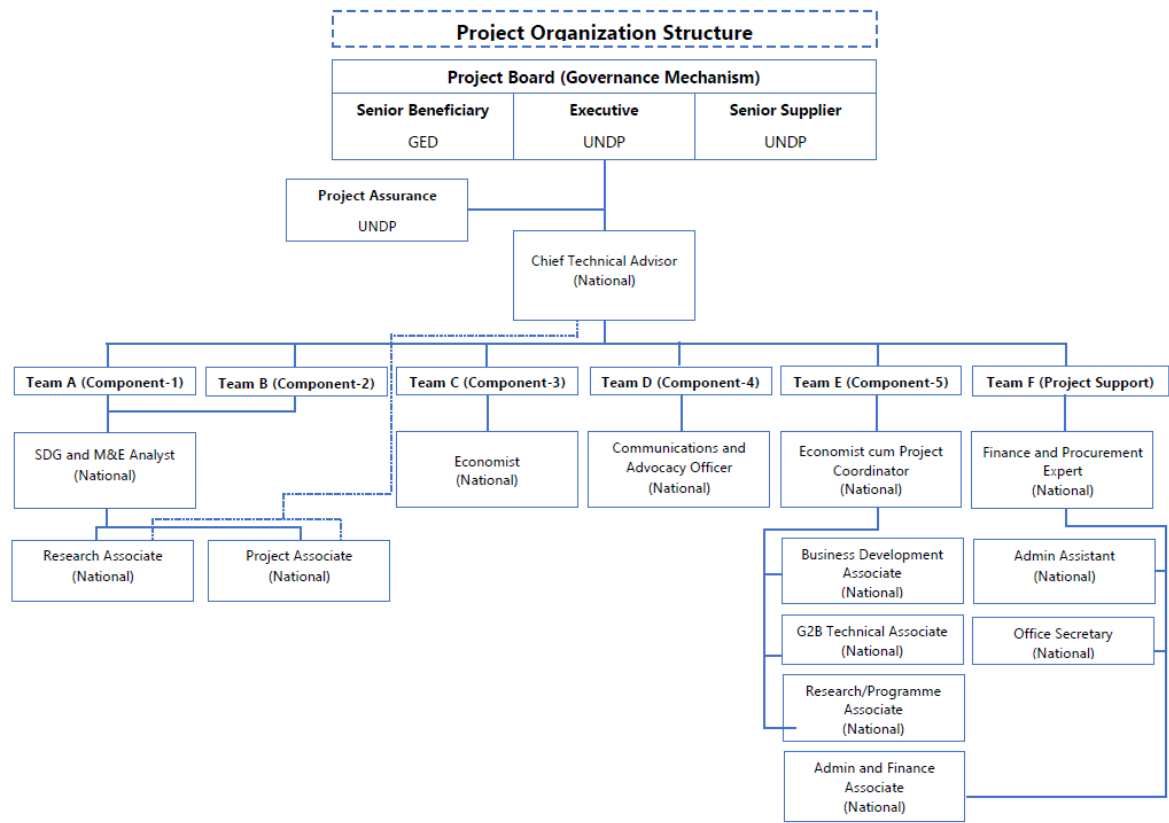 Project Organization Structure
Project Board (Governance Mechanism)
Senior Beneficiary
GED
Executive
UNDP
Senior Supplier
UNDP
Project Assurance
UNDP
Chief Technical Advisor
(National)
Team A (Component-1)
Team B (Component-2)
Team C (Component-3)
Team D (Component-4)
Team E (Component-5)
Team F (Project Support)
SDG and M&E Analyst
(National)
Economist
(National)
Communications and
Advocacy Officer
(National)
Economist cum Project
Coordinator
(National)
Finance and Procurement
Expert
(National)
Research Associate
(National)
Project Associate
(National)
Business Development
Associate
(National)
Admin Assistant
(National)
G2B Technical Associate
(National)
Office Secretary
(National)
Research/Programme
Associate
(National)
Admin and Finance
Associate
(National)